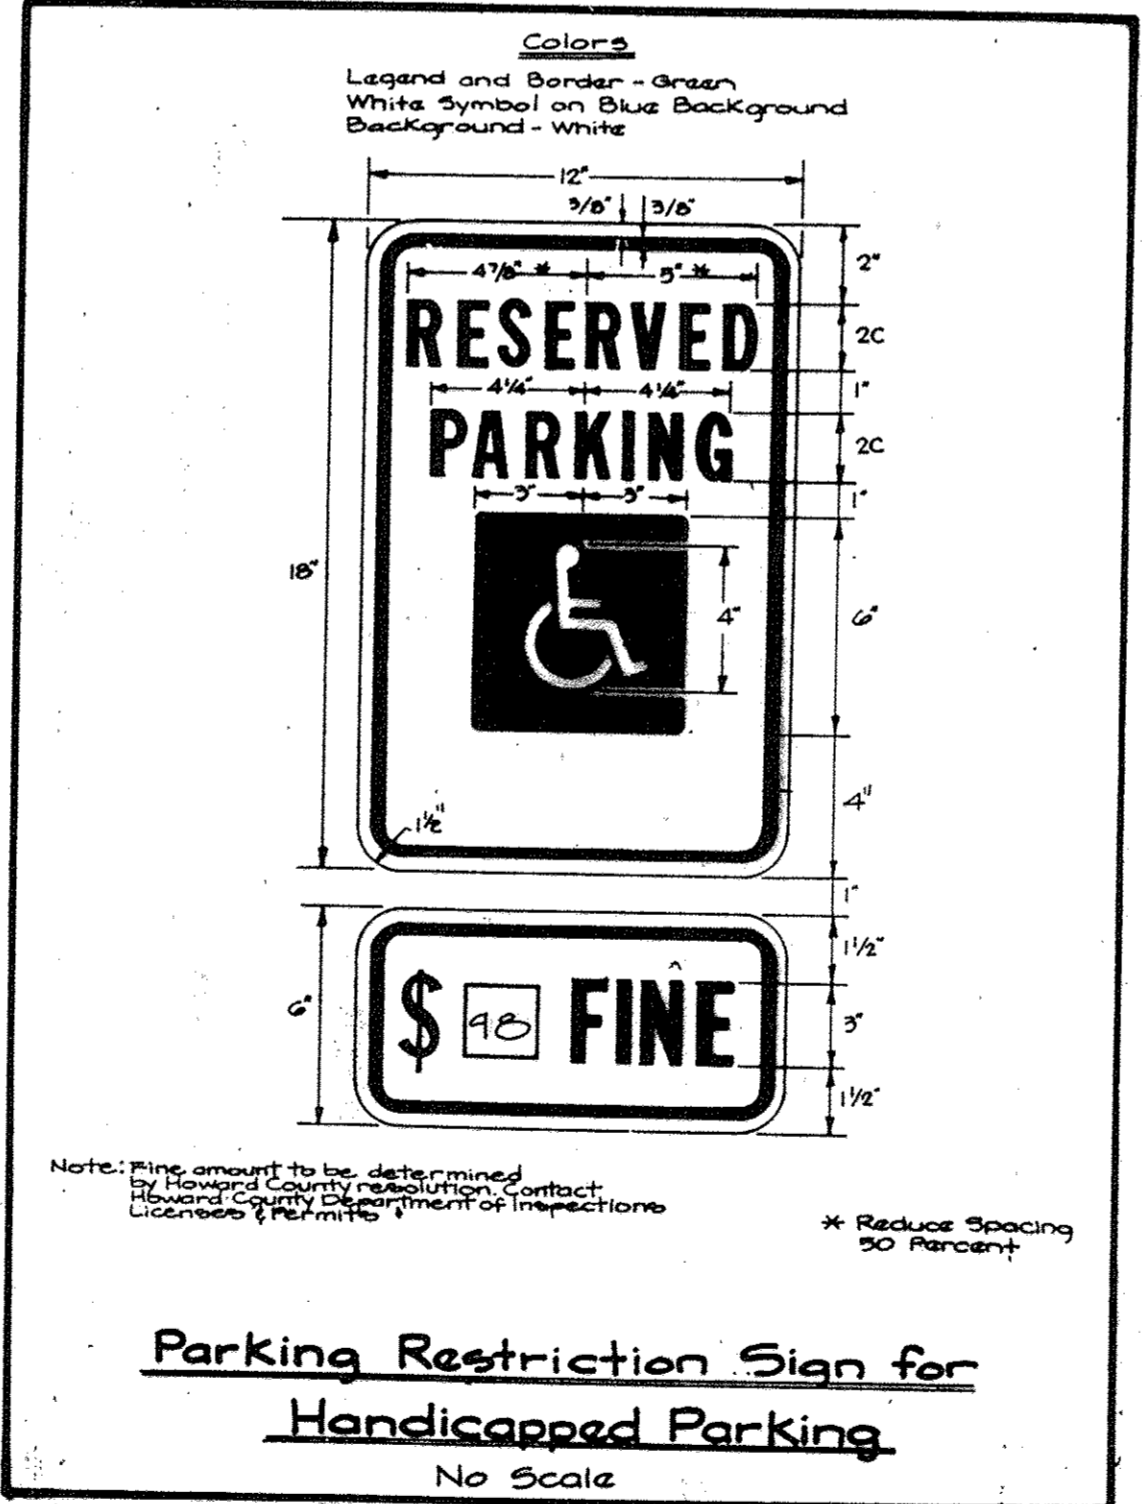 Colors
Legend and Border - Green
White Symbol on Blue Background
Background - White
12"
3/8" 3/8"
2"
4 7/8" * 5" *
RESERVED
2C
4 1/4" 4 1/4"
1"
PARKING
2C
3" 3"
1"
18"
4"
6"
4"
1 1/2"
1"
1 1/2"
6"
$ 98 FINE
3"
1 1/2"
Note: Fine amount to be determined
by Howard County resolution. Contact
Howard County Department of Inspections
Licenses & Permits
* Reduce Spacing
50 Percent
Parking Restriction Sign for
Handicapped Parking
No Scale